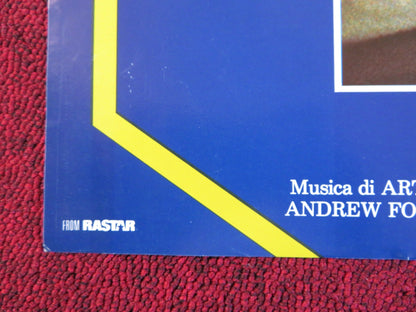 Musica di ART
ANDREW FO
FROM RASTAR